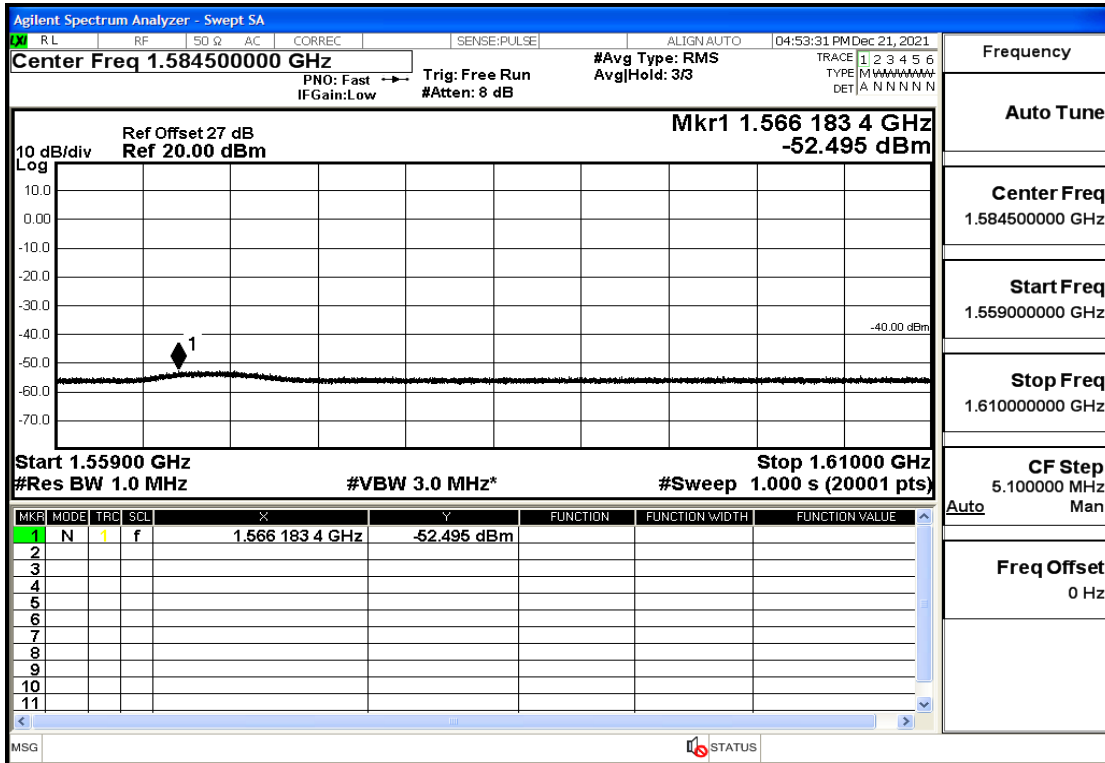 Agilent Spectrum Analyzer - Swept SA
LXI RL RF 50 Ω AC CORREC SENSE:PULSE ALIGN AUTO 04:53:31 PM Dec 21, 2021
Center Freq 1.584500000 GHz
PNO: Fast
IFGain:Low
Trig: Free Run
#Atten: 8 dB
#Avg Type: RMS
Avg|Hold: 3/3
TRACE 1 2 3 4 5 6
TYPE M WWWWW
DET A N N N N N
Ref Offset 27 dB
10 dB/div Ref 20.00 dBm
Log
Mkr1 1.566 183 4 GHz
-52.495 dBm
10.0
0.00
-10.0
-20.0
-30.0
-40.0
-50.0
-60.0
-70.0
-40.00 dBm
1
Start 1.55900 GHz Stop 1.61000 GHz
#Res BW 1.0 MHz #VBW 3.0 MHz* #Sweep 1.000 s (20001 pts)
MKR MODE TRC SCL X Y FUNCTION FUNCTION WIDTH FUNCTION VALUE
1 N 1 f 1.566 183 4 GHz -52.495 dBm
2
3
4
5
6
7
8
9
10
11
MSG STATUS
Frequency
Auto Tune
Center Freq
1.584500000 GHz
Start Freq
1.559000000 GHz
Stop Freq
1.610000000 GHz
CF Step
5.100000 MHz
Auto Man
Freq Offset
0 Hz